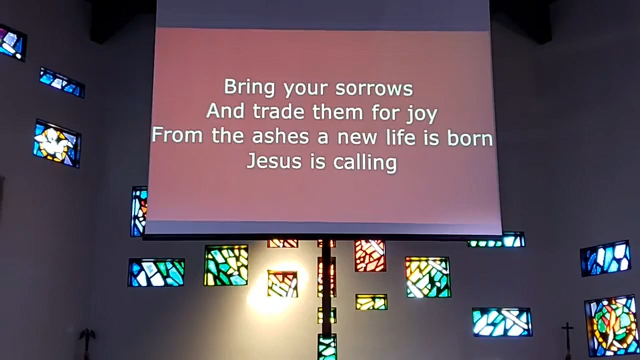 Bring your sorrows
And trade them for joy
From the ashes a new life is born
Jesus is calling